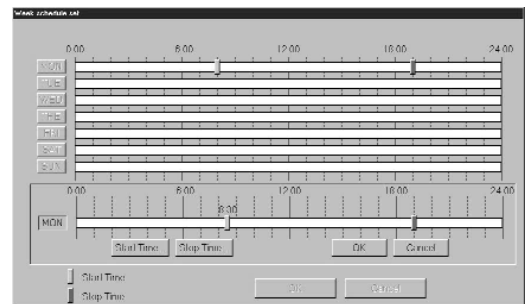 Week schedule set
0:00 6:00 12:00 18:00 24:00
MON
TUE
WED
THE
FRI
SAT
SUN
0:00 6:00 12:00 18:00 24:00
8:30
MON
Start Time Stop Time OK Cancel
Start Time
Stop Time
OK Cancel